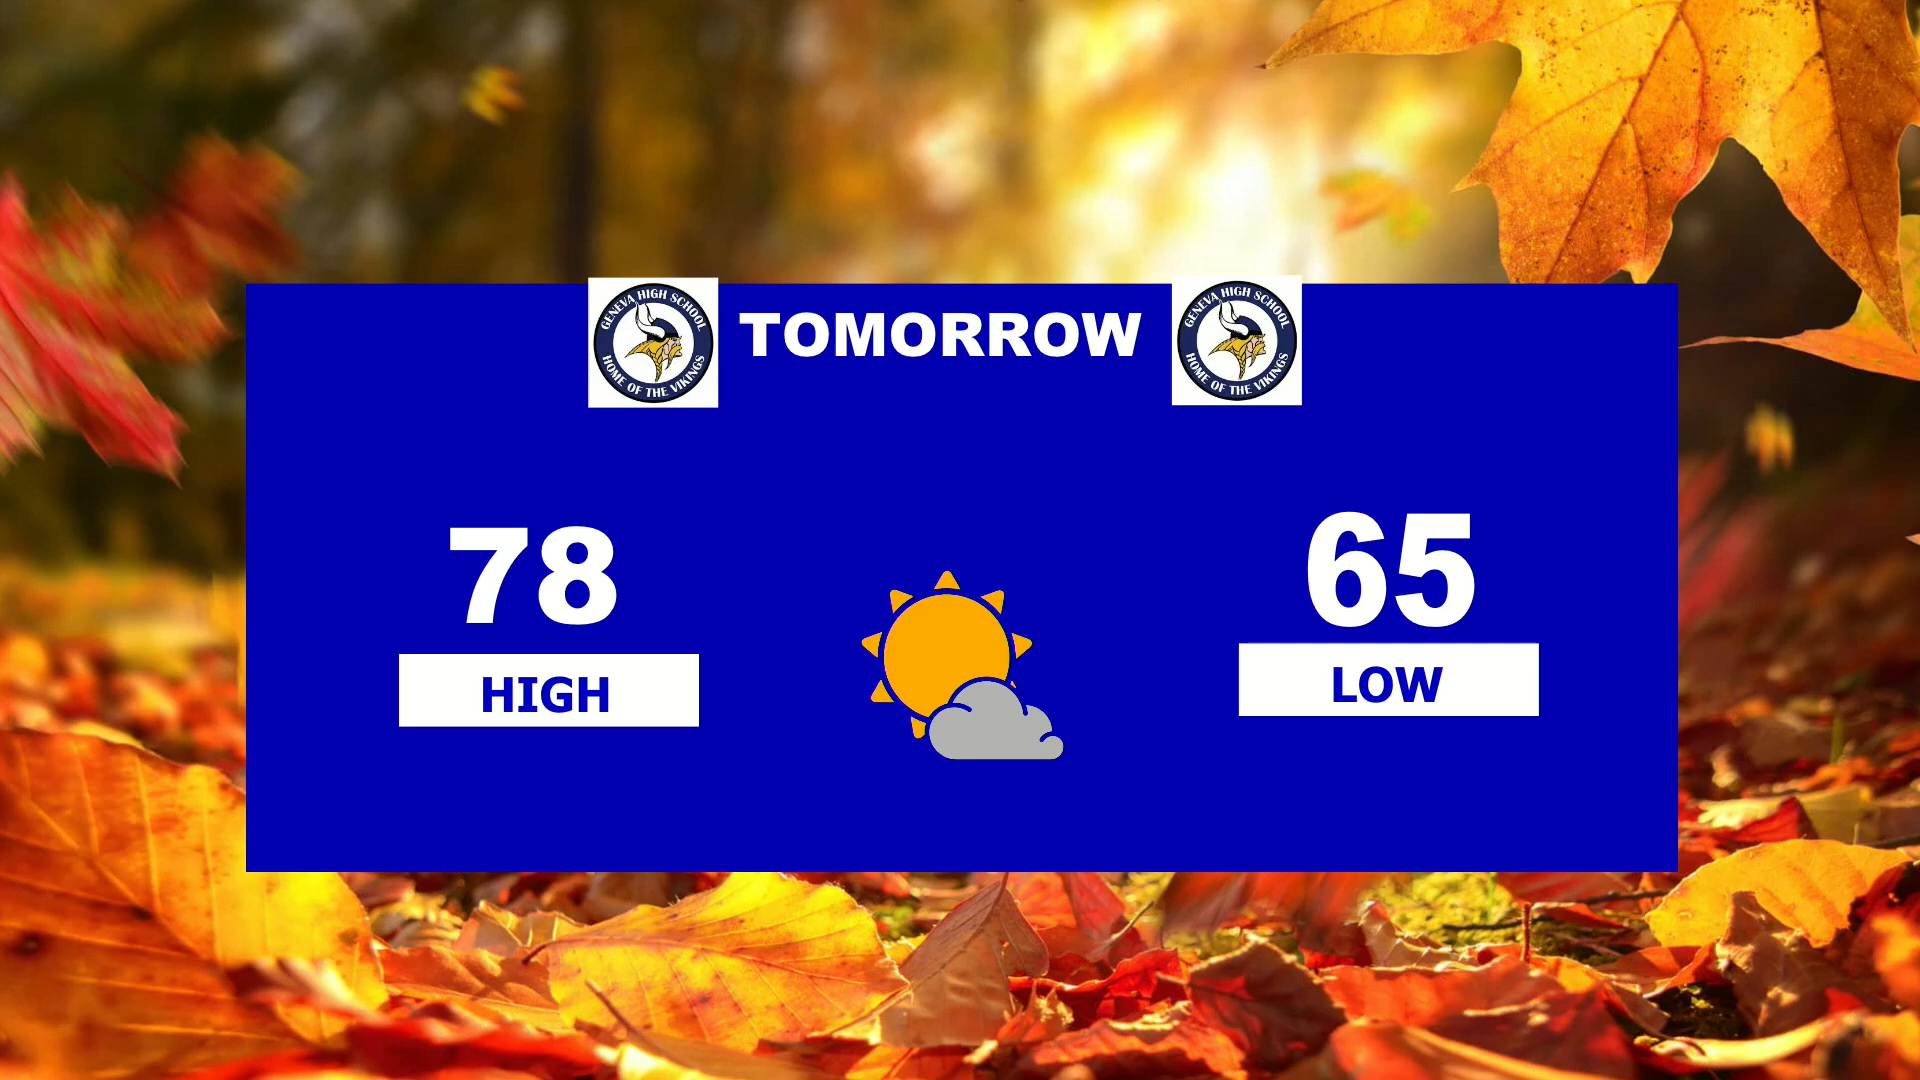 GENEVA HIGH SCHOOL
HOME OF THE VIKINGS
TOMORROW
GENEVA HIGH SCHOOL
HOME OF THE VIKINGS
78
HIGH
65
LOW